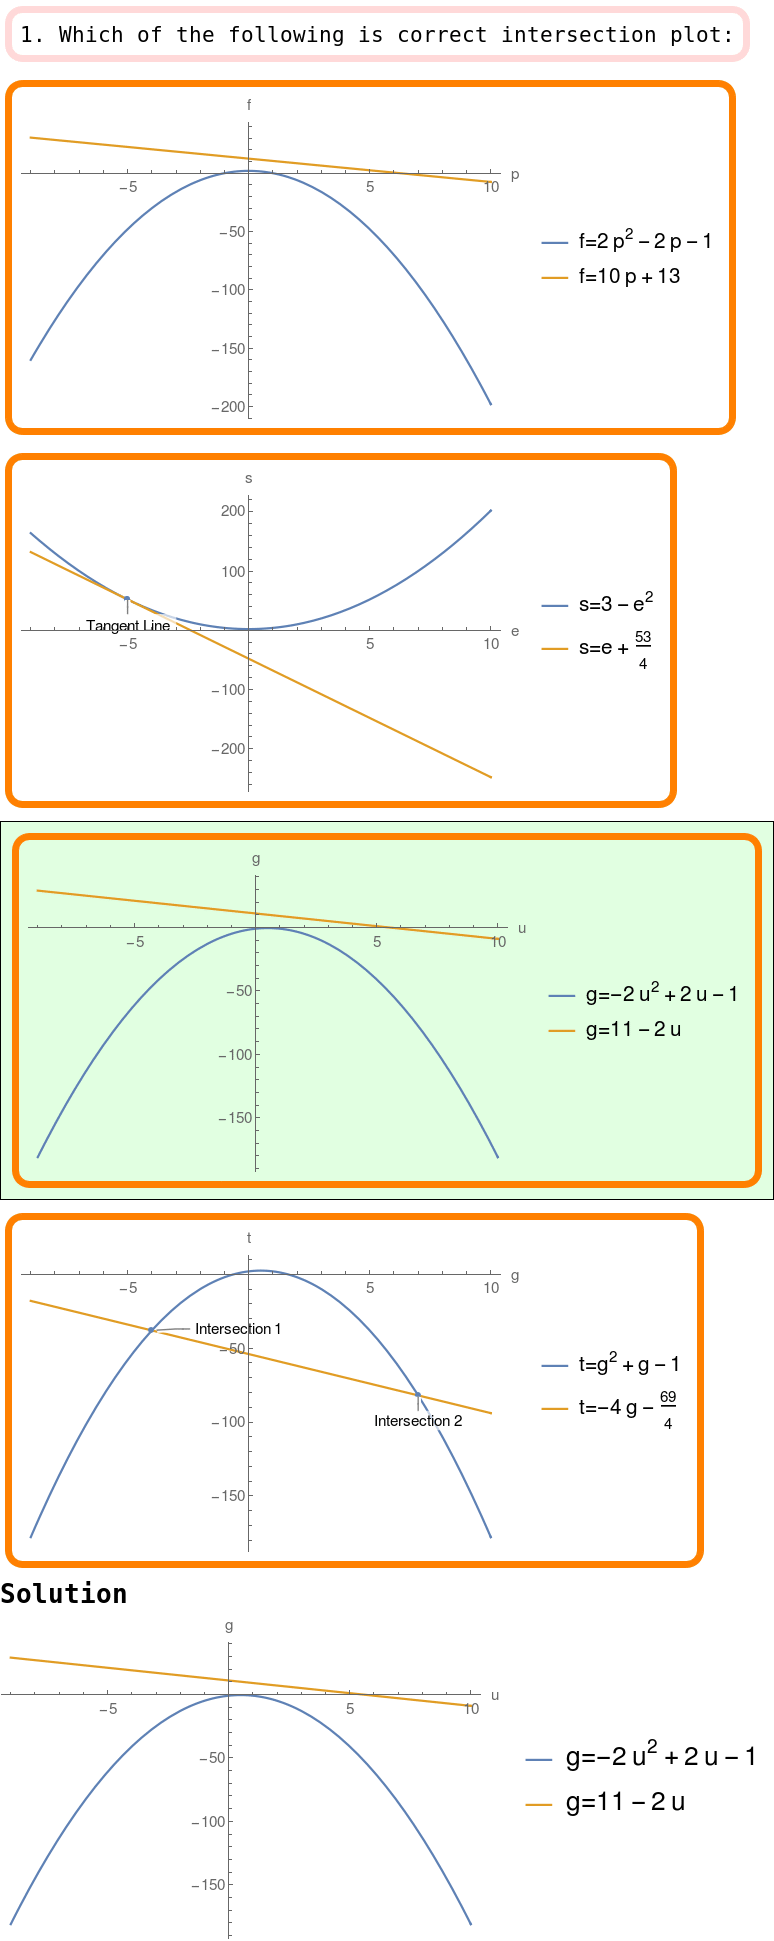 1. Which of the following is correct intersection plot:
f
−5 5 10 p
−50
−100
−150
−200
f=2 p² − 2 p − 1
f=10 p + 13
s
200
100
Tangent Line
−5 5 10 e
−100
−200
s=3 − e²
s=e + 53/4
g
−5 5 10 u
−50
−100
−150
g=−2 u² + 2 u − 1
g=11 − 2 u
t
−5 5 10 g
Intersection 1
−50
−100
Intersection 2
−150
t=g² + g − 1
t=−4 g − 69/4
Solution
g
−5 5 10 u
−50
−100
−150
g=−2 u² + 2 u − 1
g=11 − 2 u